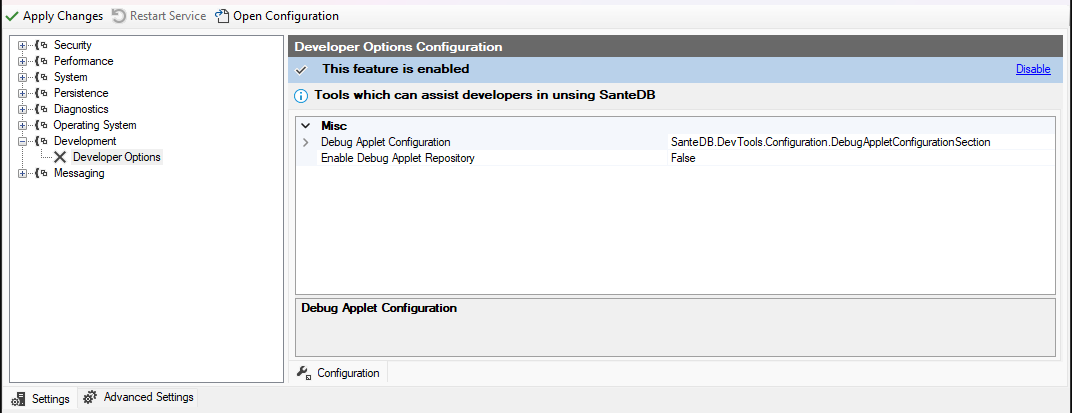 Apply Changes Restart Service Open Configuration
Security
Performance
System
Persistence
Diagnostics
Operating System
Development
Developer Options
Messaging
Developer Options Configuration
This feature is enabled Disable
Tools which can assist developers in unsing SanteDB
Misc
Debug Applet Configuration SanteDB.DevTools.Configuration.DebugAppletConfigurationSection
Enable Debug Applet Repository False
Debug Applet Configuration
Configuration
Settings Advanced Settings